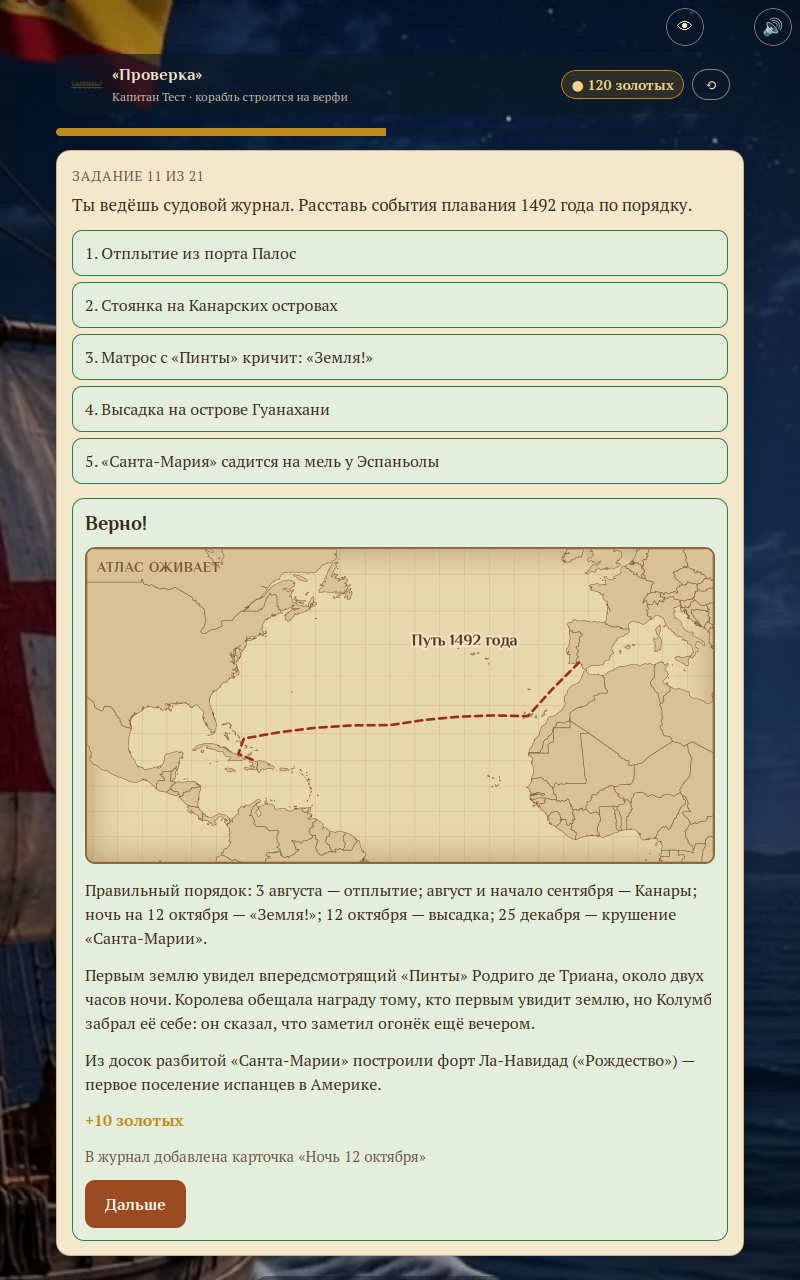 «Проверка»
Капитан Тест · корабль строится на верфи
120 золотых
ЗАДАНИЕ 11 ИЗ 21
Ты ведёшь судовой журнал. Расставь события плавания 1492 года по порядку.
1. Отплытие из порта Палос
2. Стоянка на Канарских островах
3. Матрос с «Пинты» кричит: «Земля!»
4. Высадка на острове Гуанахани
5. «Санта-Мария» садится на мель у Эспаньолы
Верно!
АТЛАС ОЖИВАЕТ
Путь 1492 года
Правильный порядок: 3 августа — отплытие; август и начало сентября — Канары;
ночь на 12 октября — «Земля!»; 12 октября — высадка; 25 декабря — крушение
«Санта-Марии».
Первым землю увидел впередсмотрящий «Пинты» Родриго де Триана, около двух
часов ночи. Королева обещала награду тому, кто первым увидит землю, но Колумб
забрал её себе: он сказал, что заметил огонёк ещё вечером.
Из досок разбитой «Санта-Марии» построили форт Ла-Навидад («Рождество») —
первое поселение испанцев в Америке.
+10 золотых
В журнал добавлена карточка «Ночь 12 октября»
Дальше